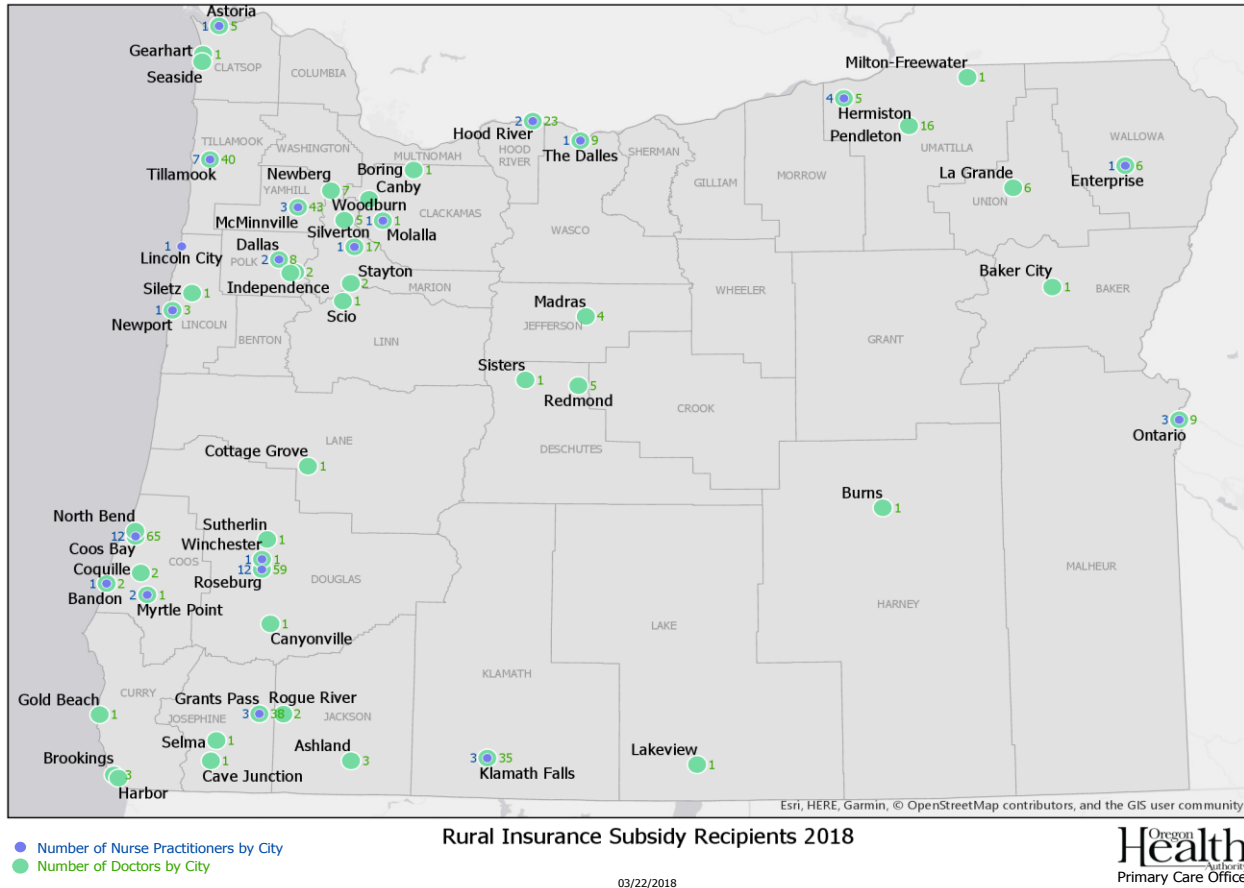 Astoria
1 5
Gearhart 1
Seaside
CLATSOP
COLUMBIA
Milton-Freewater
1
4 5
Hermiston
Pendleton 16
UMATILLA
WALLOWA
1 6
Enterprise
La Grande
6
UNION
MORROW
GILLIAM
SHERMAN
2 23
Hood River
HOOD
RIVER
1 9
The Dalles
MULTNOMAH
WASHINGTON
TILLAMOOK
7 40
Tillamook
Boring 1
Newberg
7
Canby
YAMHILL
Woodburn
5
3 43
McMinnville
1 1
Molalla
CLACKAMAS
Silverton
1 17
WASCO
1
Lincoln City
Dallas
2 8
POLK
2
Independence
Stayton
2
MARION
Siletz 1
1 3
Newport
LINCOLN
1
Scio
BENTON
LINN
Madras
4
JEFFERSON
WHEELER
Baker City
1
BAKER
GRANT
Sisters
1
5
Redmond
CROOK
DESCHUTES
LANE
Cottage Grove
1
3 9
Ontario
Burns
1
North Bend
12 65
Coos Bay
COOS
Coquille
2
1 2
Bandon
2 1
Myrtle Point
Sutherlin
1
Winchester
1 1
12 59
Roseburg
DOUGLAS
1
Canyonville
MALHEUR
HARNEY
LAKE
KLAMATH
CURRY
Gold Beach
1
Grants Pass
3 38
Rogue River
2
JOSEPHINE
JACKSON
Selma
1
1
Cave Junction
Ashland
3
Brookings
3
Harbor
3 35
Klamath Falls
Lakeview
1
Esri, HERE, Garmin, © OpenStreetMap contributors, and the GIS user community
Rural Insurance Subsidy Recipients 2018
Number of Nurse Practitioners by City
Number of Doctors by City
03/22/2018
Oregon
Health
Authority
Primary Care Office